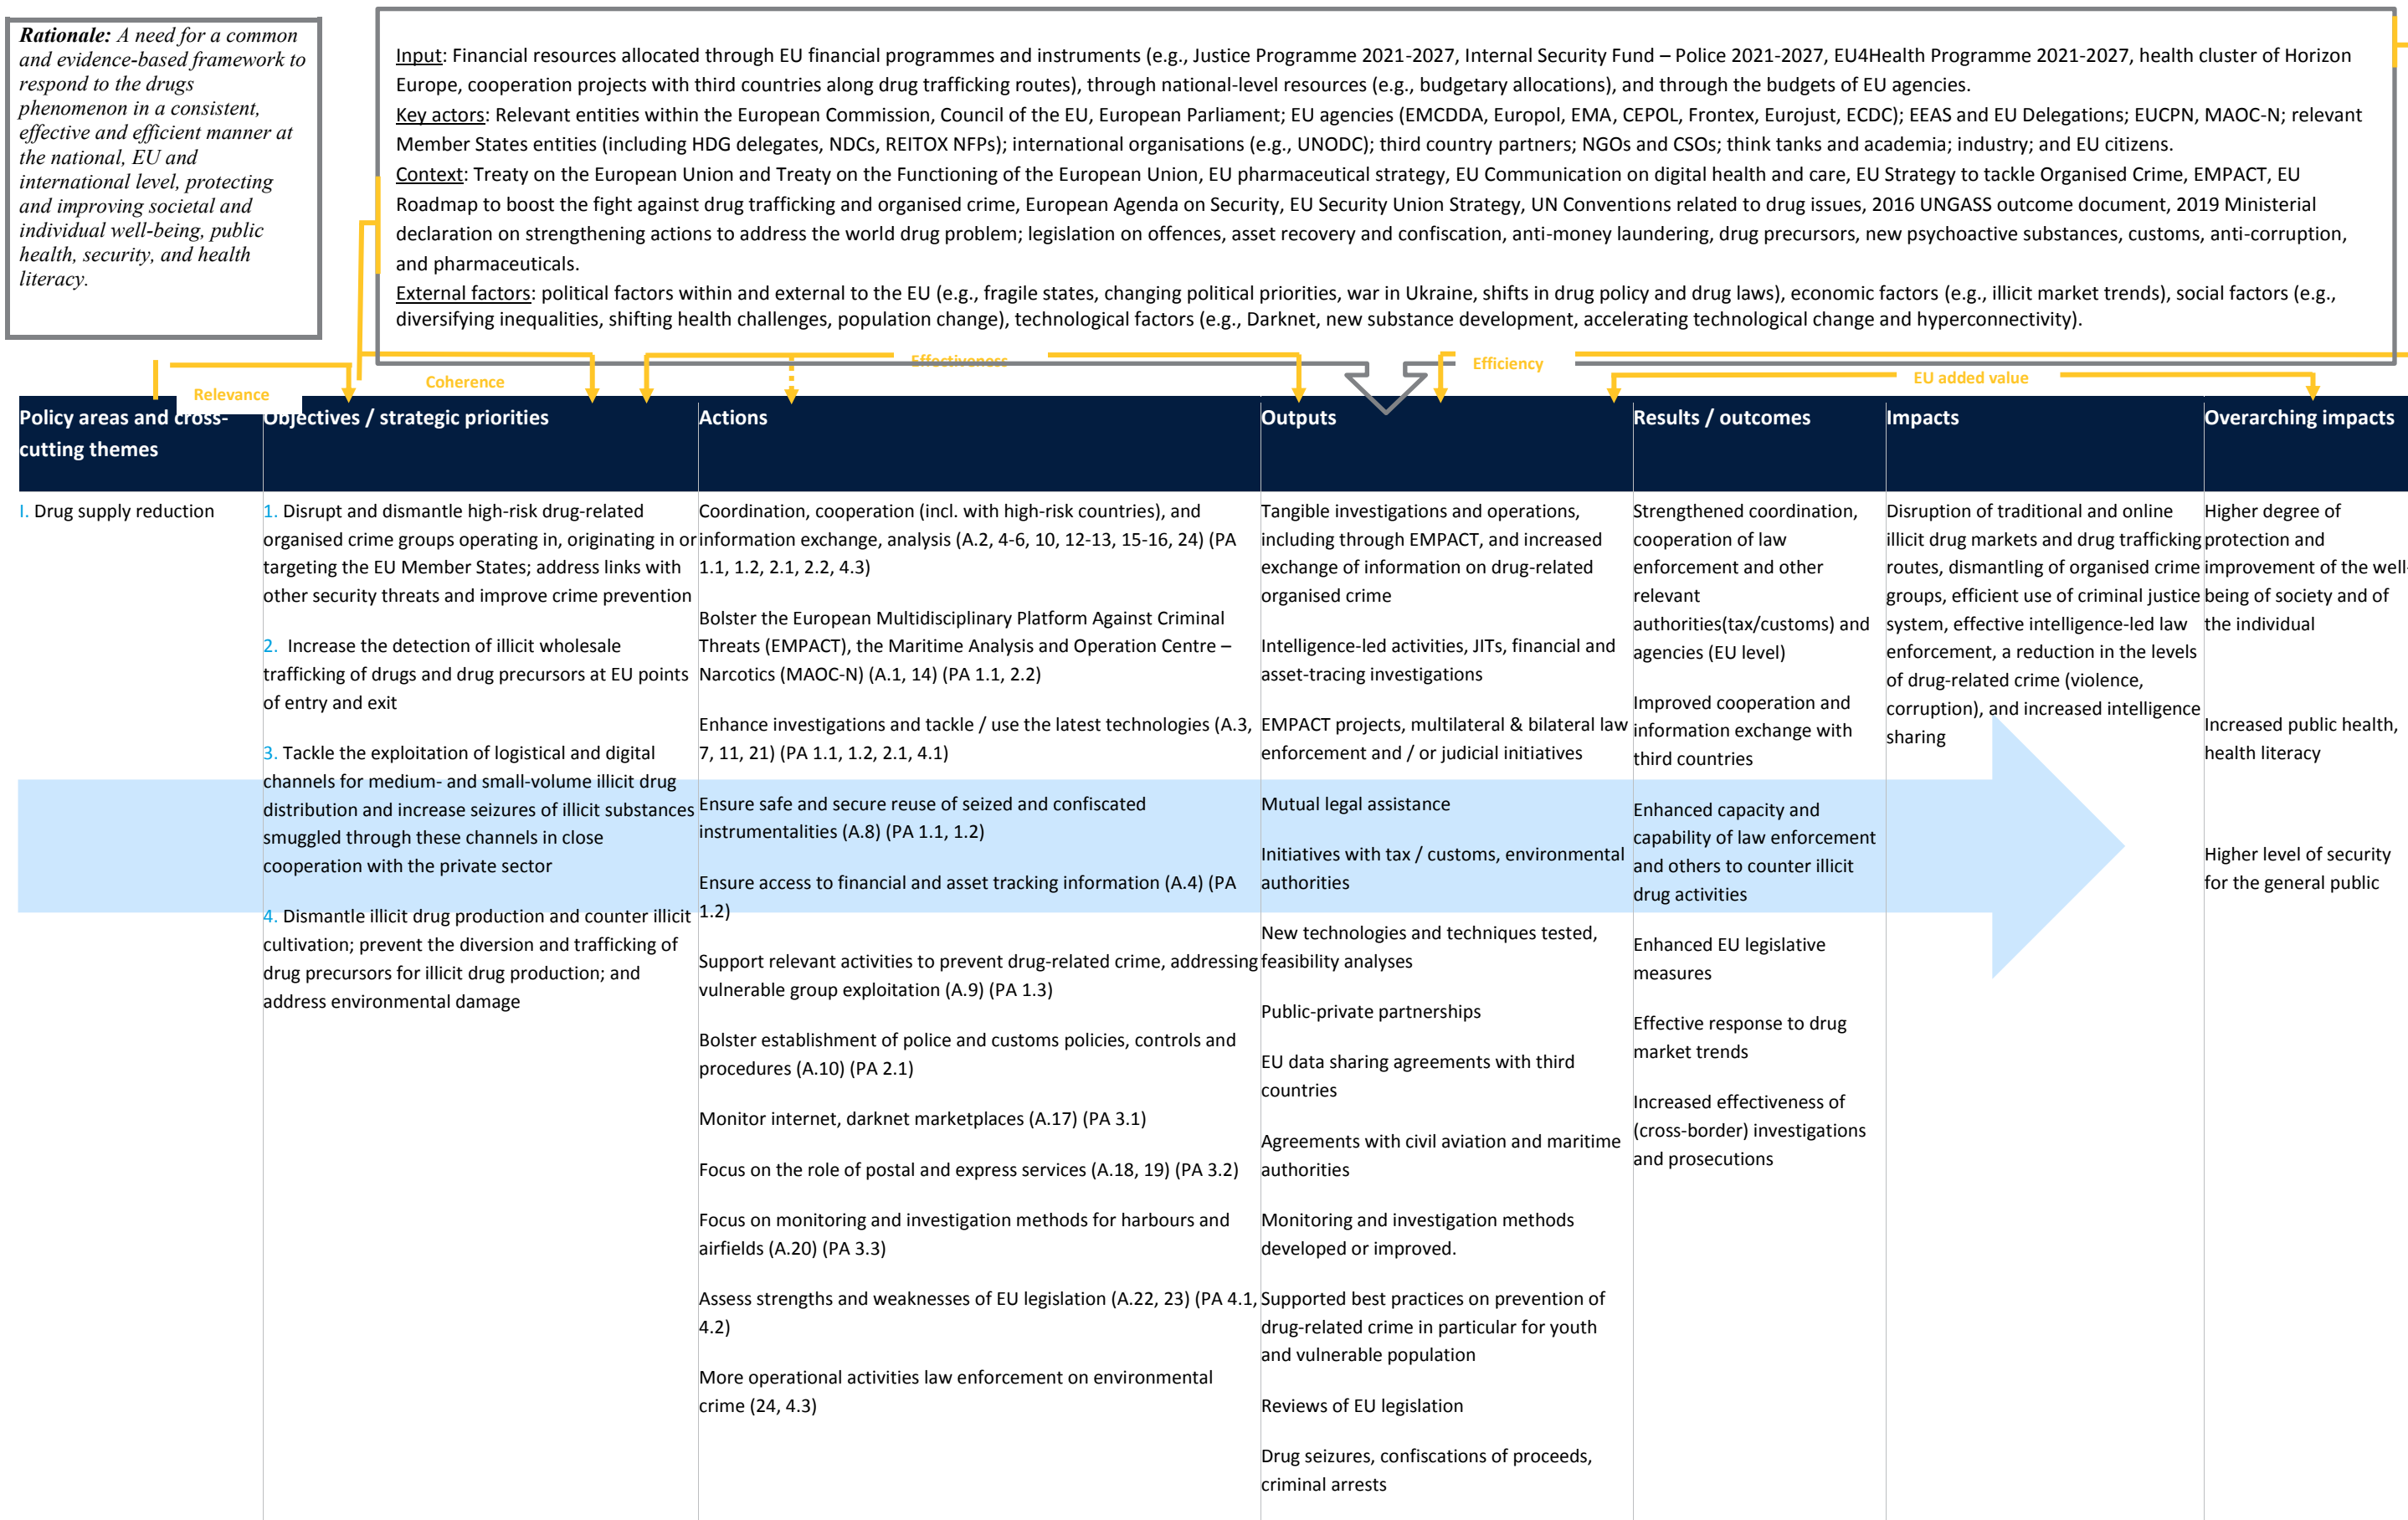 Rationale: A need for a common
and evidence-based framework to
respond to the drugs
phenomenon in a consistent,
effective and efficient manner at
the national, EU and
international level, protecting
and improving societal and
individual well-being, public
health, security, and health
literacy.
Input: Financial resources allocated through EU financial programmes and instruments (e.g., Justice Programme 2021-2027, Internal Security Fund – Police 2021-2027, EU4Health Programme 2021-2027, health cluster of Horizon
Europe, cooperation projects with third countries along drug trafficking routes), through national-level resources (e.g., budgetary allocations), and through the budgets of EU agencies.
Key actors: Relevant entities within the European Commission, Council of the EU, European Parliament; EU agencies (EMCDDA, Europol, EMA, CEPOL, Frontex, Eurojust, ECDC); EEAS and EU Delegations; EUCPN, MAOC-N; relevant
Member States entities (including HDG delegates, NDCs, REITOX NFPs); international organisations (e.g., UNODC); third country partners; NGOs and CSOs; think tanks and academia; industry; and EU citizens.
Context: Treaty on the European Union and Treaty on the Functioning of the European Union, EU pharmaceutical strategy, EU Communication on digital health and care, EU Strategy to tackle Organised Crime, EMPACT, EU
Roadmap to boost the fight against drug trafficking and organised crime, European Agenda on Security, EU Security Union Strategy, UN Conventions related to drug issues, 2016 UNGASS outcome document, 2019 Ministerial
declaration on strengthening actions to address the world drug problem; legislation on offences, asset recovery and confiscation, anti-money laundering, drug precursors, new psychoactive substances, customs, anti-corruption,
and pharmaceuticals.
External factors: political factors within and external to the EU (e.g., fragile states, changing political priorities, war in Ukraine, shifts in drug policy and drug laws), economic factors (e.g., illicit market trends), social factors (e.g.,
diversifying inequalities, shifting health challenges, population change), technological factors (e.g., Darknet, new substance development, accelerating technological change and hyperconnectivity).
Relevance
Coherence
Effectiveness
Efficiency
EU added value
Policy areas and cross-
cutting themes
Objectives / strategic priorities
Actions
Outputs
Results / outcomes
Impacts
Overarching impacts
I. Drug supply reduction
1. Disrupt and dismantle high-risk drug-related
organised crime groups operating in, originating in or
targeting the EU Member States; address links with
other security threats and improve crime prevention
2. Increase the detection of illicit wholesale
trafficking of drugs and drug precursors at EU points
of entry and exit
3. Tackle the exploitation of logistical and digital
channels for medium- and small-volume illicit drug
distribution and increase seizures of illicit substances
smuggled through these channels in close
cooperation with the private sector
4. Dismantle illicit drug production and counter illicit
cultivation; prevent the diversion and trafficking of
drug precursors for illicit drug production; and
address environmental damage
Coordination, cooperation (incl. with high-risk countries), and
information exchange, analysis (A.2, 4-6, 10, 12-13, 15-16, 24) (PA
1.1, 1.2, 2.1, 2.2, 4.3)
Bolster the European Multidisciplinary Platform Against Criminal
Threats (EMPACT), the Maritime Analysis and Operation Centre –
Narcotics (MAOC-N) (A.1, 14) (PA 1.1, 2.2)
Enhance investigations and tackle / use the latest technologies (A.3,
7, 11, 21) (PA 1.1, 1.2, 2.1, 4.1)
Ensure safe and secure reuse of seized and confiscated
instrumentalities (A.8) (PA 1.1, 1.2)
Ensure access to financial and asset tracking information (A.4) (PA
1.2)
Support relevant activities to prevent drug-related crime, addressing
vulnerable group exploitation (A.9) (PA 1.3)
Bolster establishment of police and customs policies, controls and
procedures (A.10) (PA 2.1)
Monitor internet, darknet marketplaces (A.17) (PA 3.1)
Focus on the role of postal and express services (A.18, 19) (PA 3.2)
Focus on monitoring and investigation methods for harbours and
airfields (A.20) (PA 3.3)
Assess strengths and weaknesses of EU legislation (A.22, 23) (PA 4.1,
4.2)
More operational activities law enforcement on environmental
crime (24, 4.3)
Tangible investigations and operations,
including through EMPACT, and increased
exchange of information on drug-related
organised crime
Intelligence-led activities, JITs, financial and
asset-tracing investigations
EMPACT projects, multilateral & bilateral law
enforcement and / or judicial initiatives
Mutual legal assistance
Initiatives with tax / customs, environmental
authorities
New technologies and techniques tested,
feasibility analyses
Public-private partnerships
EU data sharing agreements with third
countries
Agreements with civil aviation and maritime
authorities
Monitoring and investigation methods
developed or improved.
Supported best practices on prevention of
drug-related crime in particular for youth
and vulnerable population
Reviews of EU legislation
Drug seizures, confiscations of proceeds,
criminal arrests
Strengthened coordination,
cooperation of law
enforcement and other
relevant
authorities(tax/customs) and
agencies (EU level)
Improved cooperation and
information exchange with
third countries
Enhanced capacity and
capability of law enforcement
and others to counter illicit
drug activities
Enhanced EU legislative
measures
Effective response to drug
market trends
Increased effectiveness of
(cross-border) investigations
and prosecutions
Disruption of traditional and online
illicit drug markets and drug trafficking
routes, dismantling of organised crime
groups, efficient use of criminal justice
system, effective intelligence-led law
enforcement, a reduction in the levels
of drug-related crime (violence,
corruption), and increased intelligence
sharing
Higher degree of
protection and
improvement of the well-
being of society and of
the individual
Increased public health,
health literacy
Higher level of security
for the general public